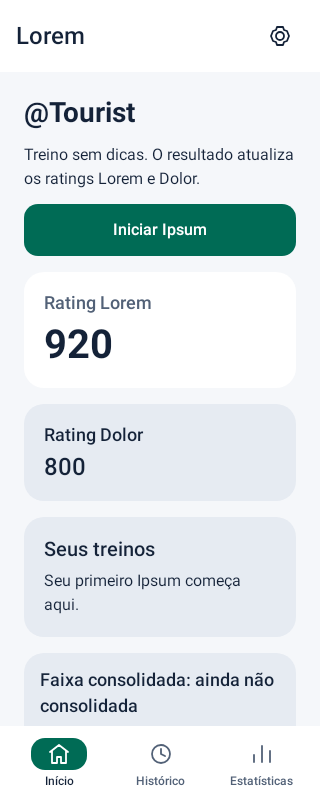 Lorem
@Tourist
Treino sem dicas. O resultado atualiza
os ratings Lorem e Dolor.
Iniciar Ipsum
Rating Lorem
920
Rating Dolor
800
Seus treinos
Seu primeiro Ipsum começa
aqui.
Faixa consolidada: ainda não
consolidada
Início
Histórico
Estatísticas